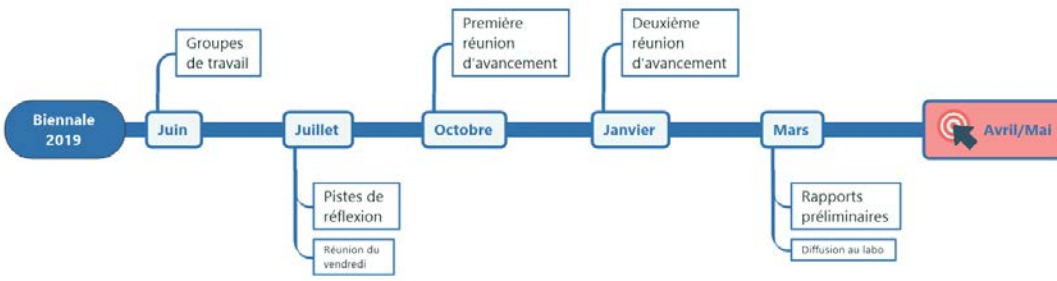 Biennale
2019
Juin
Groupes
de travail
Juillet
Pistes de
réflexion
Réunion du
vendredi
Octobre
Première
réunion
d'avancement
Janvier
Deuxième
réunion
d'avancement
Mars
Rapports
préliminaires
Diffusion au labo
Avril/Mai